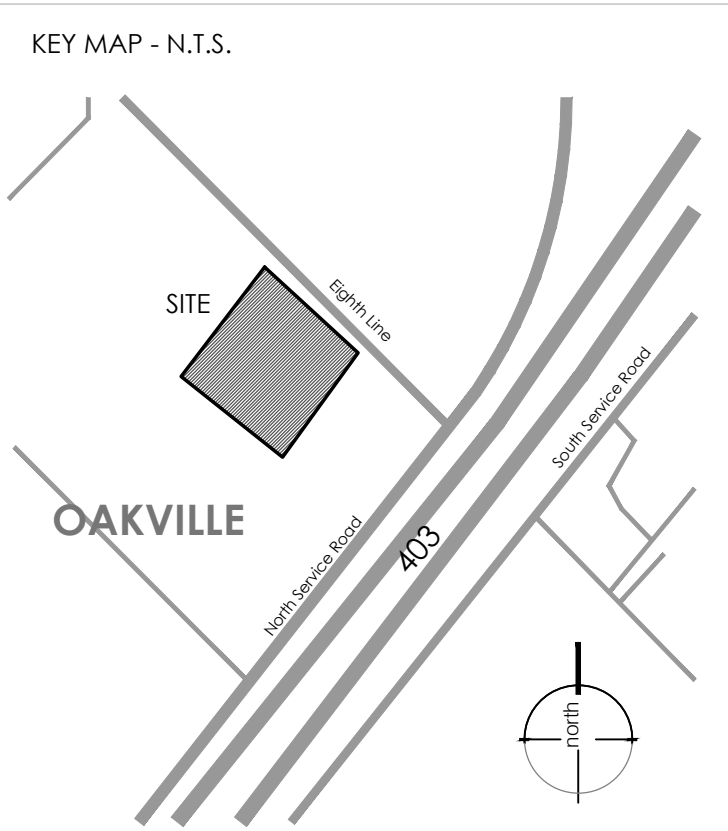 KEY MAP - N.T.S.
SITE
Eighth Line
South Service Road
OAKVILLE
North Service Road
403
north